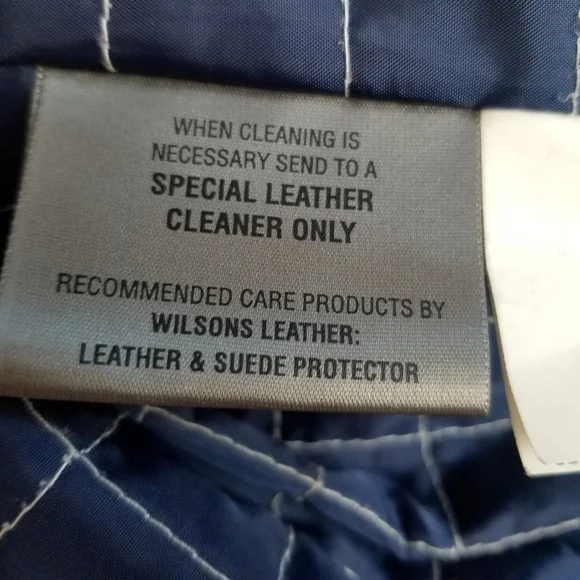 WHEN CLEANING IS
NECESSARY SEND TO A
SPECIAL LEATHER
CLEANER ONLY
RECOMMENDED CARE PRODUCTS BY
WILSONS LEATHER:
LEATHER & SUEDE PROTECTOR